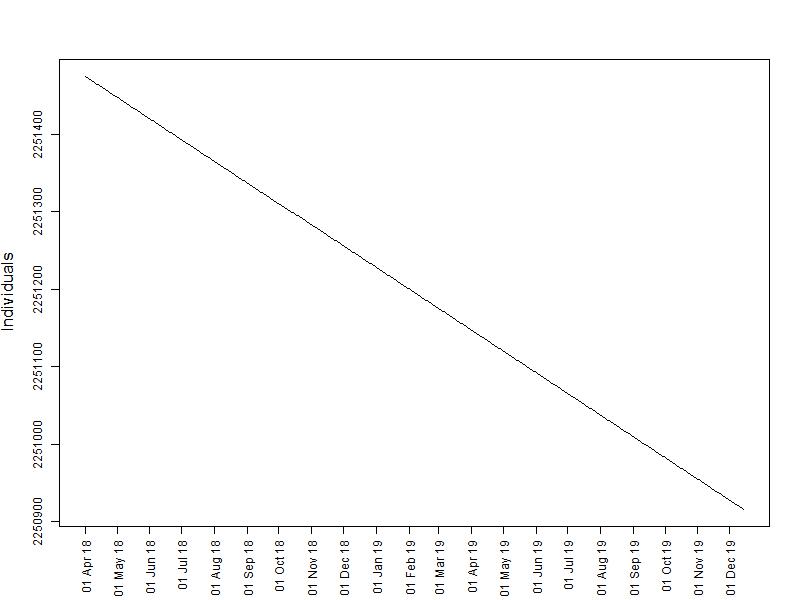 Individuals
2251400
2251300
2251200
2251100
2251000
2250900
01 Apr 18
01 May 18
01 Jun 18
01 Jul 18
01 Aug 18
01 Sep 18
01 Oct 18
01 Nov 18
01 Dec 18
01 Jan 19
01 Feb 19
01 Mar 19
01 Apr 19
01 May 19
01 Jun 19
01 Jul 19
01 Aug 19
01 Sep 19
01 Oct 19
01 Nov 19
01 Dec 19